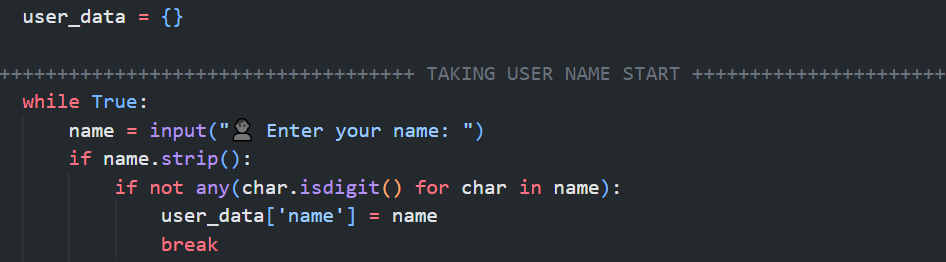 user_data = {}
++++++++++++++++++++++++++++++++++++ TAKING USER NAME START ++++++++++++++++++++++
while True:
name = input("👤 Enter your name: ")
if name.strip():
if not any(char.isdigit() for char in name):
user_data['name'] = name
break